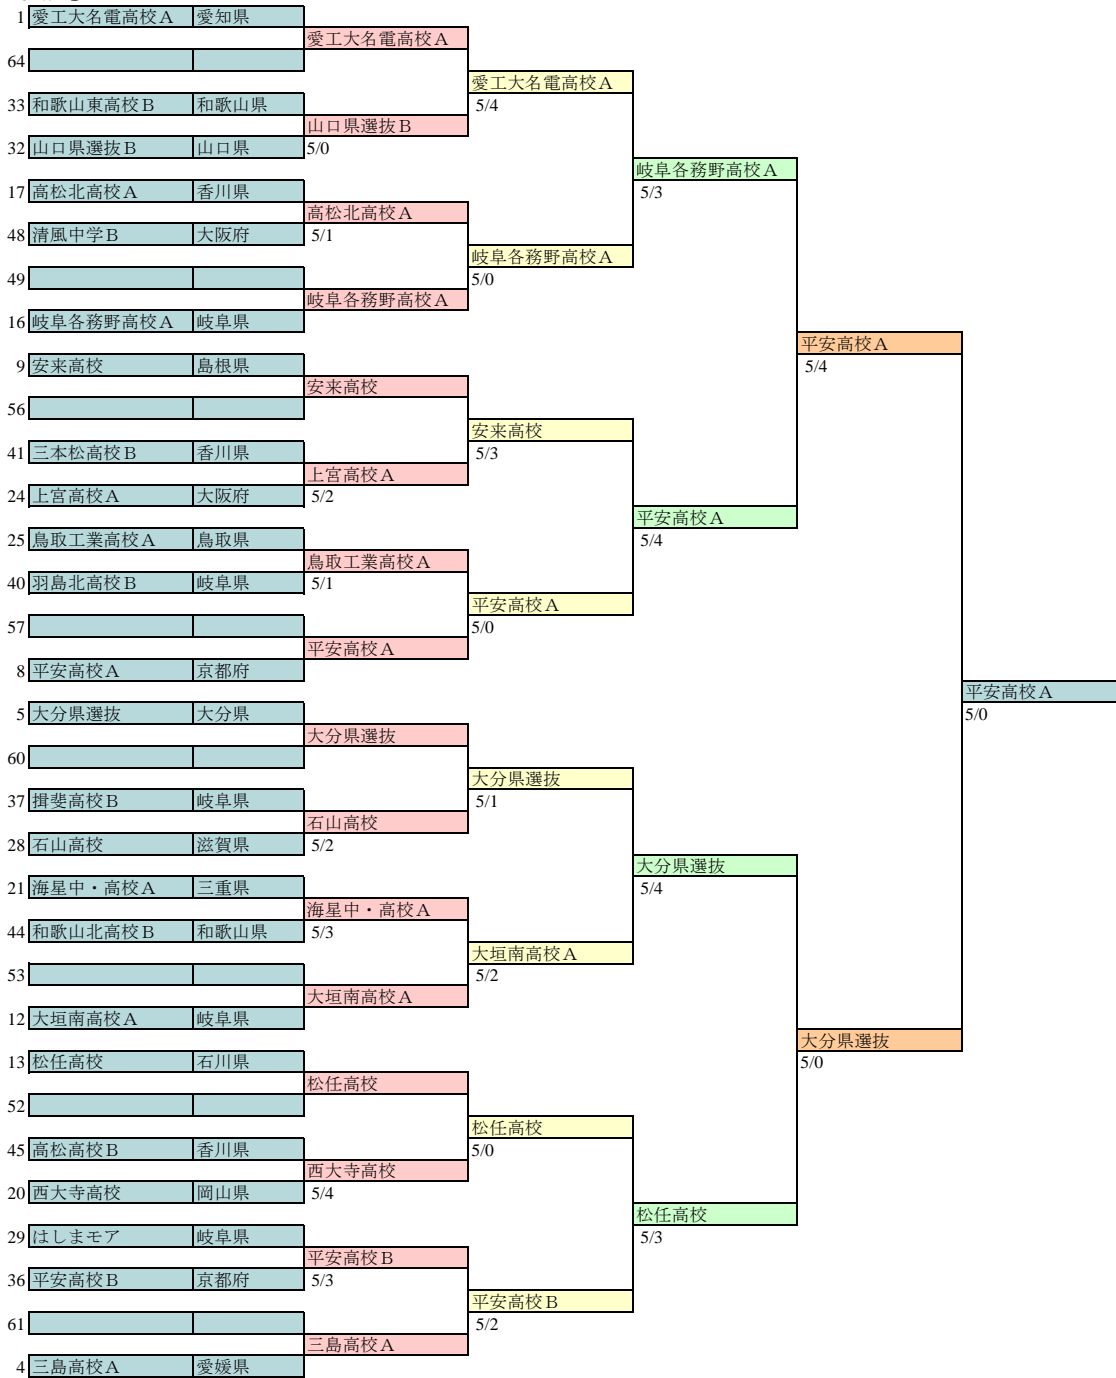 1 愛工大名電高校A 愛知県
愛工大名電高校A
64
愛工大名電高校A
33 和歌山東高校B 和歌山県 5/4
山口県選抜B
32 山口県選抜B 山口県 5/0
岐阜各務野高校A
17 高松北高校A 香川県 5/3
高松北高校A
48 清風中学B 大阪府 5/1
岐阜各務野高校A
49 5/0
岐阜各務野高校A
16 岐阜各務野高校A 岐阜県
平安高校A
9 安来高校 島根県 5/4
安来高校
56
安来高校
41 三本松高校B 香川県 5/3
上宮高校A
24 上宮高校A 大阪府 5/2
平安高校A
25 鳥取工業高校A 鳥取県 5/4
鳥取工業高校A
40 羽島北高校B 岐阜県 5/1
平安高校A
57 5/0
平安高校A
8 平安高校A 京都府
平安高校A
5 大分県選抜 大分県 5/0
大分県選抜
60
大分県選抜
37 揖斐高校B 岐阜県 5/1
石山高校
28 石山高校 滋賀県 5/2
大分県選抜
21 海星中・高校A 三重県 5/4
海星中・高校A
44 和歌山北高校B 和歌山県 5/3
大垣南高校A
53 5/2
大垣南高校A
12 大垣南高校A 岐阜県
大分県選抜
13 松任高校 石川県 5/0
松任高校
52
松任高校
45 高松高校B 香川県 5/0
西大寺高校
20 西大寺高校 岡山県 5/4
松任高校
29 はしまモア 岐阜県 5/3
平安高校B
36 平安高校B 京都府 5/3
平安高校B
61 5/2
三島高校A
4 三島高校A 愛媛県